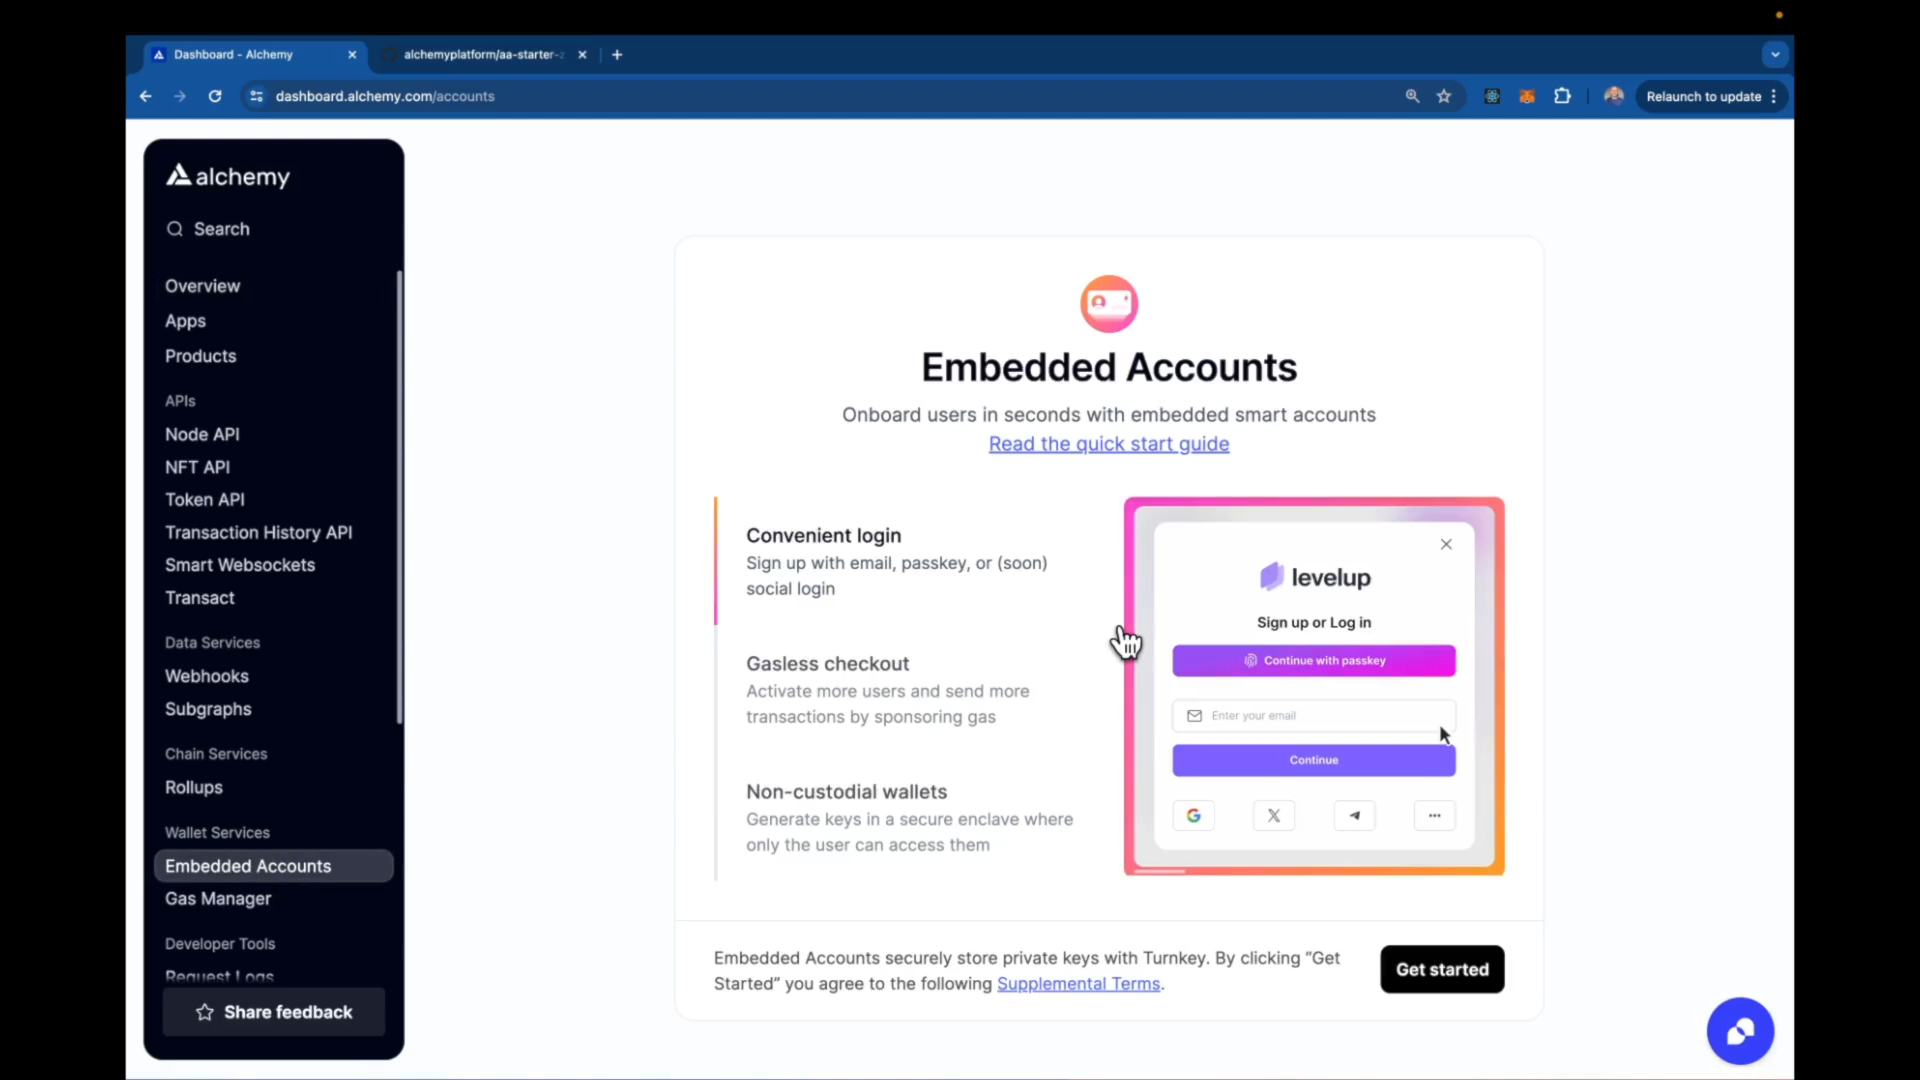 Dashboard - Alchemy
alchemyplatform/aa-starter-
dashboard.alchemy.com/accounts
Relaunch to update
alchemy
Search
Overview
Apps
Products
APIs
Node API
NFT API
Token API
Transaction History API
Smart Websockets
Transact
Data Services
Webhooks
Subgraphs
Chain Services
Rollups
Wallet Services
Embedded Accounts
Gas Manager
Developer Tools
Request Logs
Share feedback
Embedded Accounts
Onboard users in seconds with embedded smart accounts
Read the quick start guide
Convenient login
Sign up with email, passkey, or (soon)
social login
Gasless checkout
Activate more users and send more
transactions by sponsoring gas
Non-custodial wallets
Generate keys in a secure enclave where
only the user can access them
levelup
Sign up or Log in
Continue with passkey
Enter your email
Continue
Embedded Accounts securely store private keys with Turnkey. By clicking “Get
Started” you agree to the following Supplemental Terms.
Get started